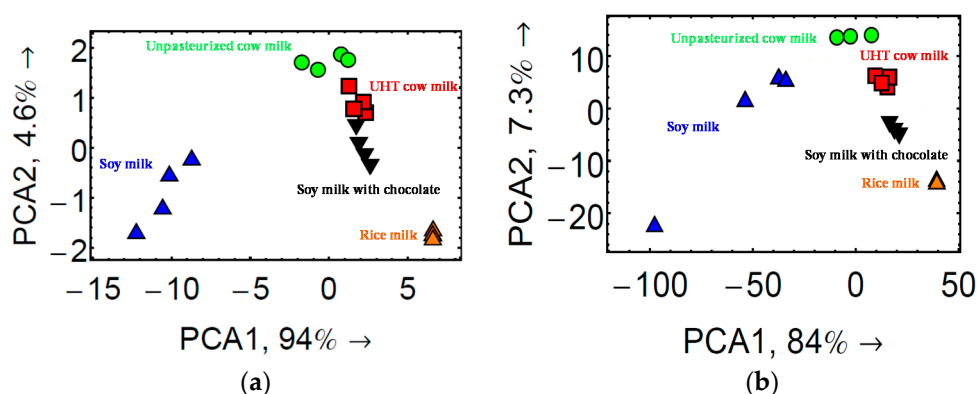 Unpasteurized cow milk
UHT cow milk
Soy milk
Soy milk with chocolate
Rice milk
2
1
0
−1
−2
−15
−10
−5
0
5
PCA2, 4.6% →
PCA1, 94% →
(a)
Unpasteurized cow milk
UHT cow milk
Soy milk
Soy milk with chocolate
Rice milk
10
0
−10
−20
−100
−50
0
50
PCA2, 7.3% →
PCA1, 84% →
(b)